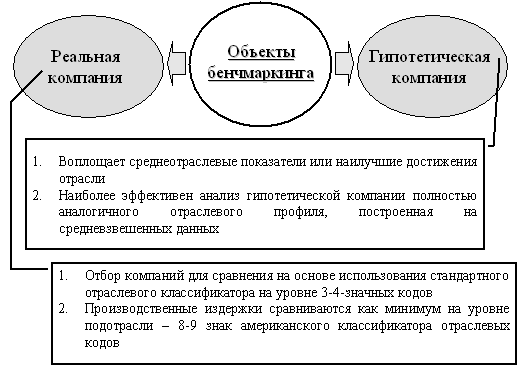 Реальная
компания
Объекты
бенчмаркинга
Гипотетическая
компания
1. Воплощает среднеотраслевые показатели или наилучшие достижения
отрасли
2. Наиболее эффективен анализ гипотетической компании полностью
аналогичного отраслевого профиля, построенная на
средневзвешенных данных
1. Отбор компаний для сравнения на основе использования стандартного
отраслевого классификатора на уровне 3-4-значных кодов
2. Производственные издержки сравниваются как минимум на уровне
подотрасли – 8-9 знак американского классификатора отраслевых
кодов